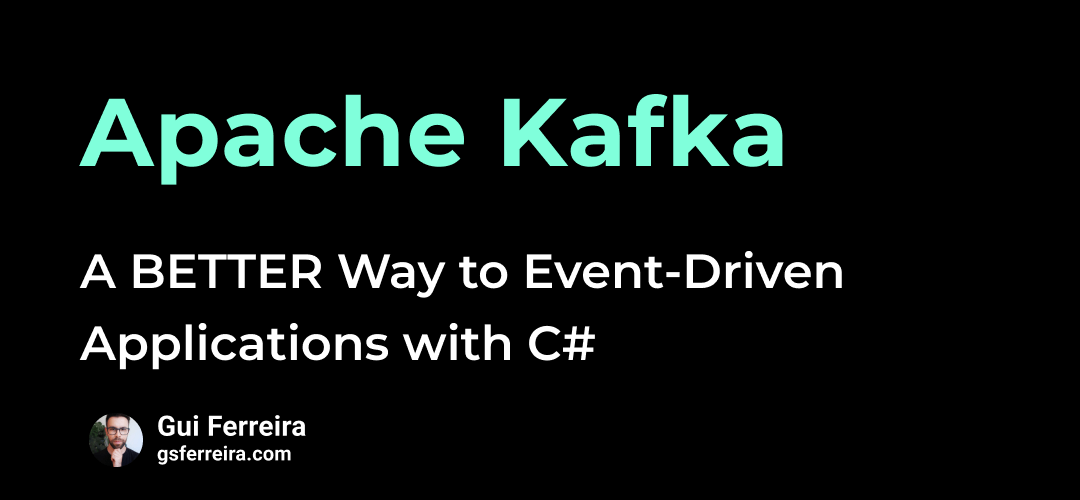 Apache Kafka
A BETTER Way to Event-Driven
Applications with C#
Gui Ferreira
gsferreira.com